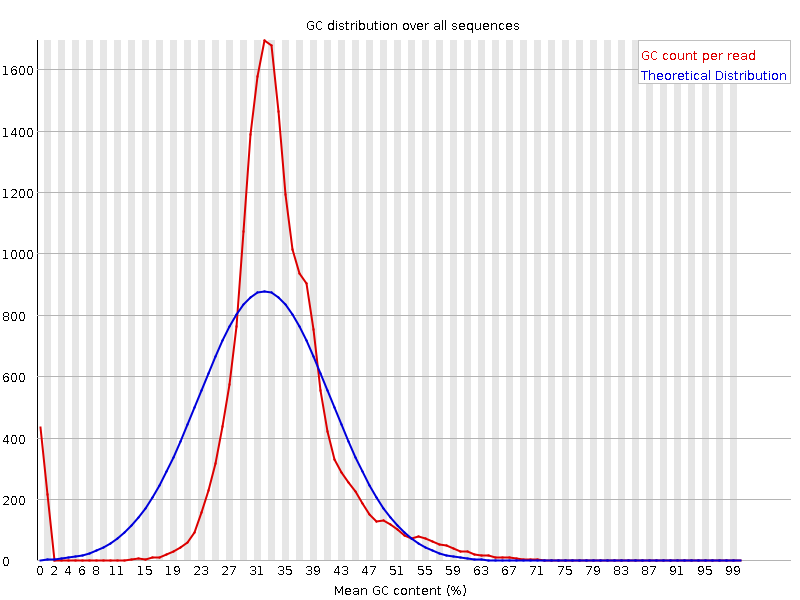 GC distribution over all sequences
GC count per read
Theoretical Distribution
1600
1400
1200
1000
800
600
400
200
0
0 2 4 6 8 11 15 19 23 27 31 35 39 43 47 51 55 59 63 67 71 75 79 83 87 91 95 99
Mean GC content (%)